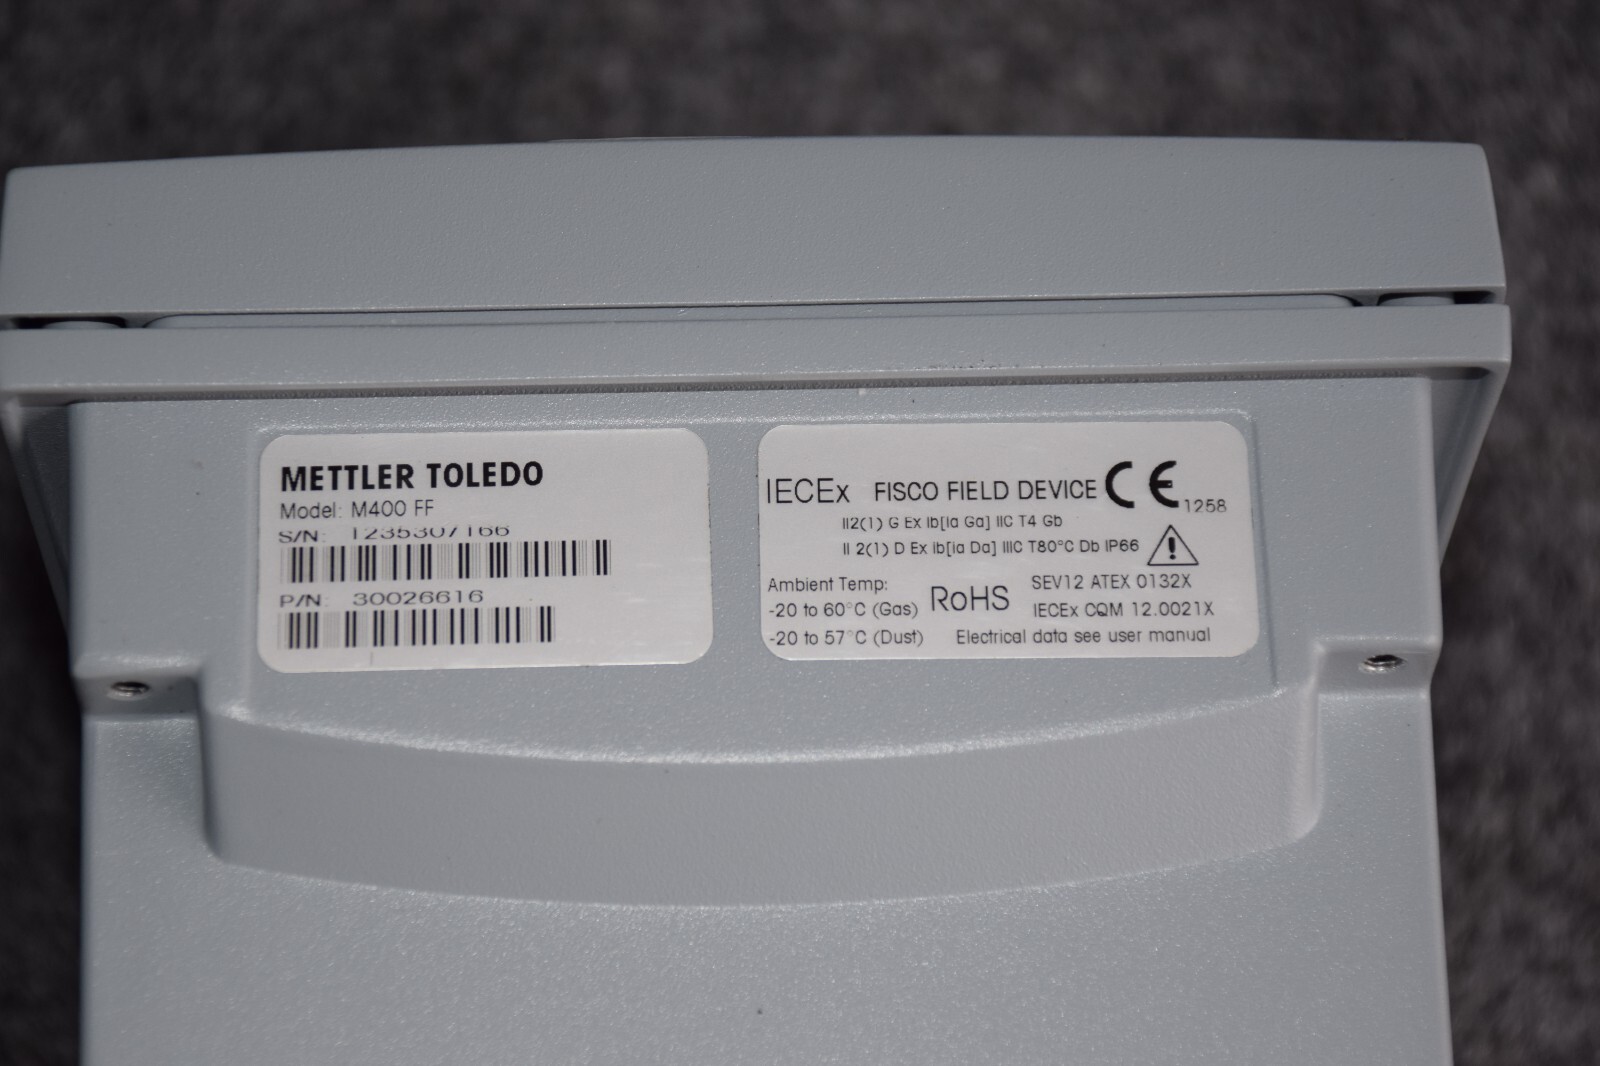 METTLER TOLEDO
Model: M400 FF
S/N: 1235307166
P/N: 30026616
IECEx FISCO FIELD DEVICE CE 1258
II2(1) G Ex ib[ia Ga] IIC T4 Gb
II 2(1) D Ex ib[ia Da] IIIC T80°C Db IP66
Ambient Temp:
-20 to 60°C (Gas)
-20 to 57°C (Dust)
RoHS
SEV12 ATEX 0132X
IECEx CQM 12.0021X
Electrical data see user manual